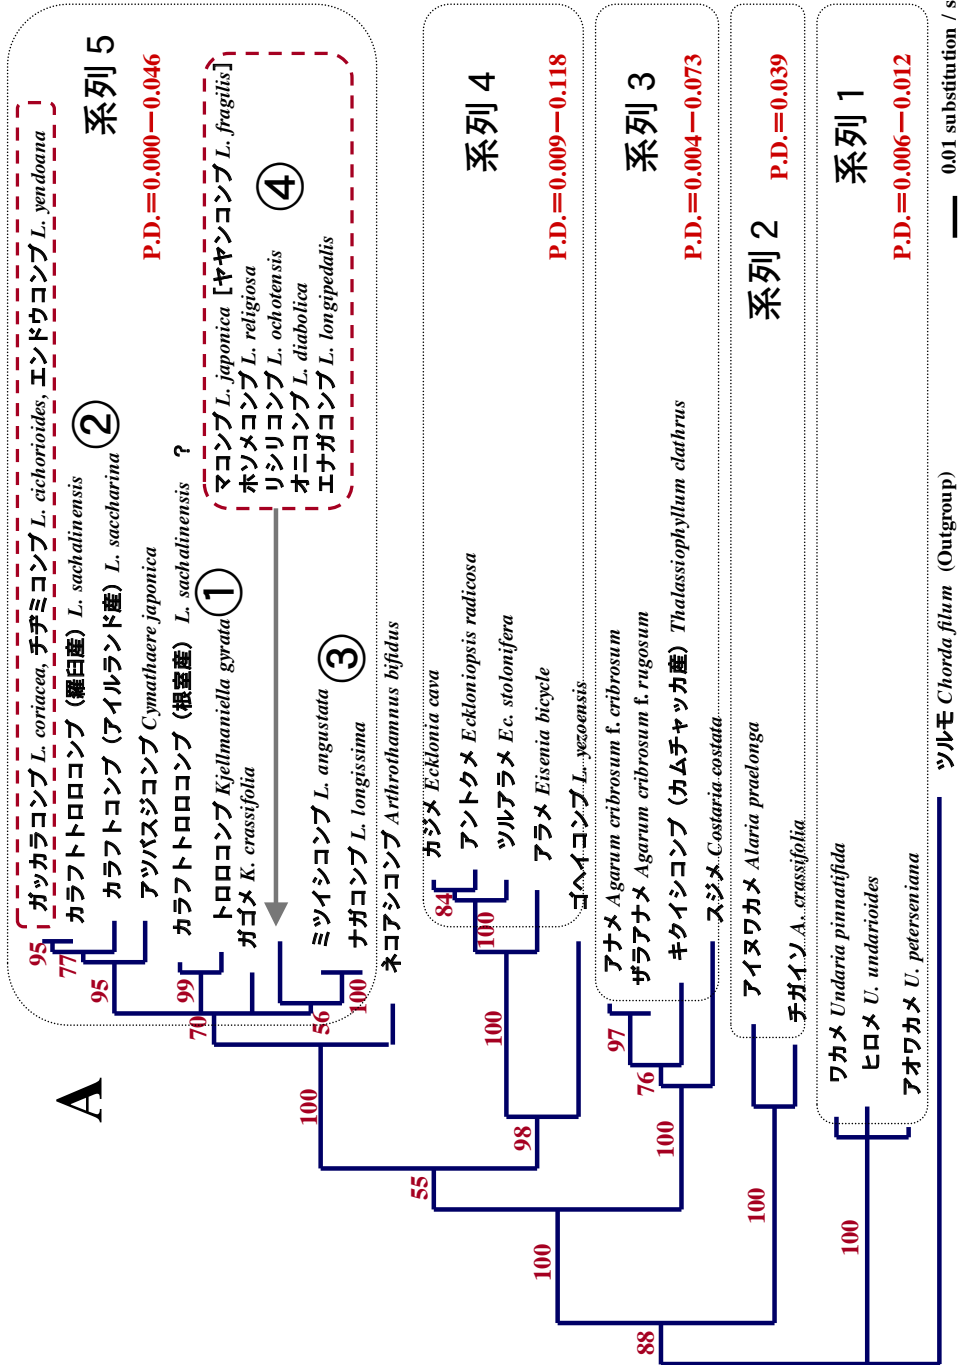 A
系列 5
P.D.=0.000－0.046
ガッカラコンブ L. coriacea, チヂミコンブ L. cichorioides, エンドウコンブ L. yendoana
カラフトトロロコンブ（羅臼産）L. sachalinensis
②
カラフトコンブ（アイルランド産）L. saccharina
アツバスジコンブ Cymathaere japonica
カラフトトロロコンブ（根室産）L. sachalinensis ?
トロロコンブ Kjellmaniella gyrata
①
ガゴメ K. crassifolia
マコンブ L. japonica [ヤヤンコンブ L. fragilis]
ホソメコンブ L. religiosa
リシリコンブ L. ochotensis
オニコンブ L. diabolica
エナガコンブ L. longipedalis
④
ミツイシコンブ L. angustata
③
ナガコンブ L. longissima
ネコアシコンブ Arthrothamnus bifidus
系列 4
P.D.=0.009－0.118
カジメ Ecklonia cava
アントクメ Eckloniopsis radicosa
ツルアラメ Ec. stolonifera
アラメ Eisenia bicycle
ゴヘイコンブ L. yezoensis
系列 3
P.D.=0.004－0.073
アナメ Agarum cribrosum f. cribrosum
ザラアナメ Agarum cribrosum f. rugosum
キクイシコンブ（カムチャッカ産）Thalassiophyllum clathrus
スジメ Costaria costata
系列 2
P.D.=0.039
アイヌワカメ Alaria praelonga
チガイソ A. crassifolia
系列 1
P.D.=0.006－0.012
ワカメ Undaria pinnatifida
ヒロメ U. undarioides
アオワカメ U. peterseniana
ツルモ Chorda filum (Outgroup)
0.01 substitution / s
95
77
95
99
70
56
100
100
84
100
100
98
55
97
76
100
100
100
100
88